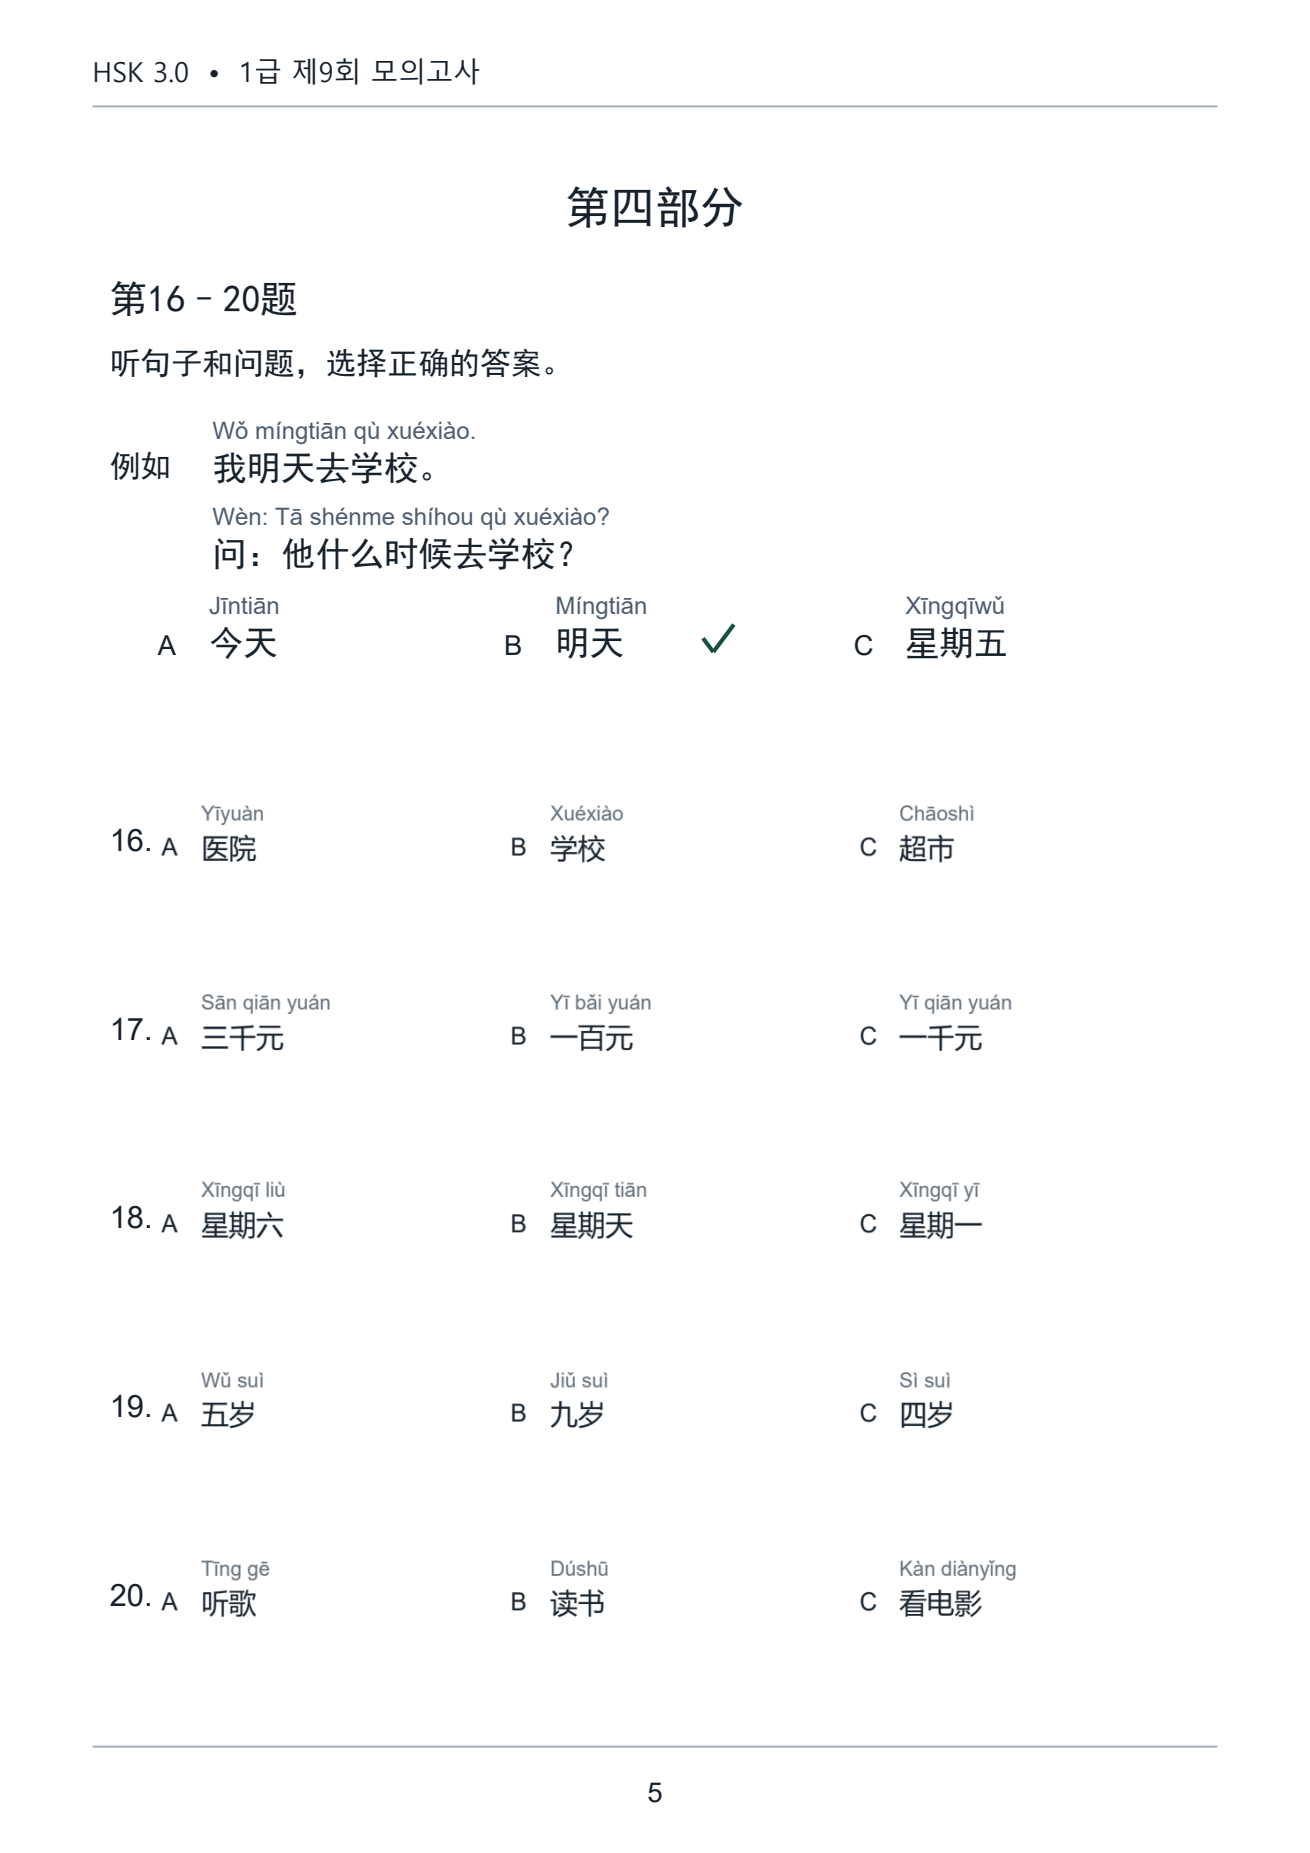 HSK 3.0 • 1급 제9회 모의고사
第四部分
第16–20题
听句子和问题，选择正确的答案。
Wǒ míngtiān qù xuéxiào.
例如 我明天去学校。
Wèn: Tā shénme shíhou qù xuéxiào?
问：他什么时候去学校？
Jīntiān Míngtiān Xīngqīwǔ
A 今天 B 明天 ✓ C 星期五
Yīyuàn Xuéxiào Chāoshì
16. A 医院 B 学校 C 超市
Sān qiān yuán Yī bǎi yuán Yī qiān yuán
17. A 三千元 B 一百元 C 一千元
Xīngqī liù Xīngqī tiān Xīngqī yī
18. A 星期六 B 星期天 C 星期一
Wǔ suì Jiǔ suì Sì suì
19. A 五岁 B 九岁 C 四岁
Tīng gē Dúshū Kàn diànyǐng
20. A 听歌 B 读书 C 看电影
5